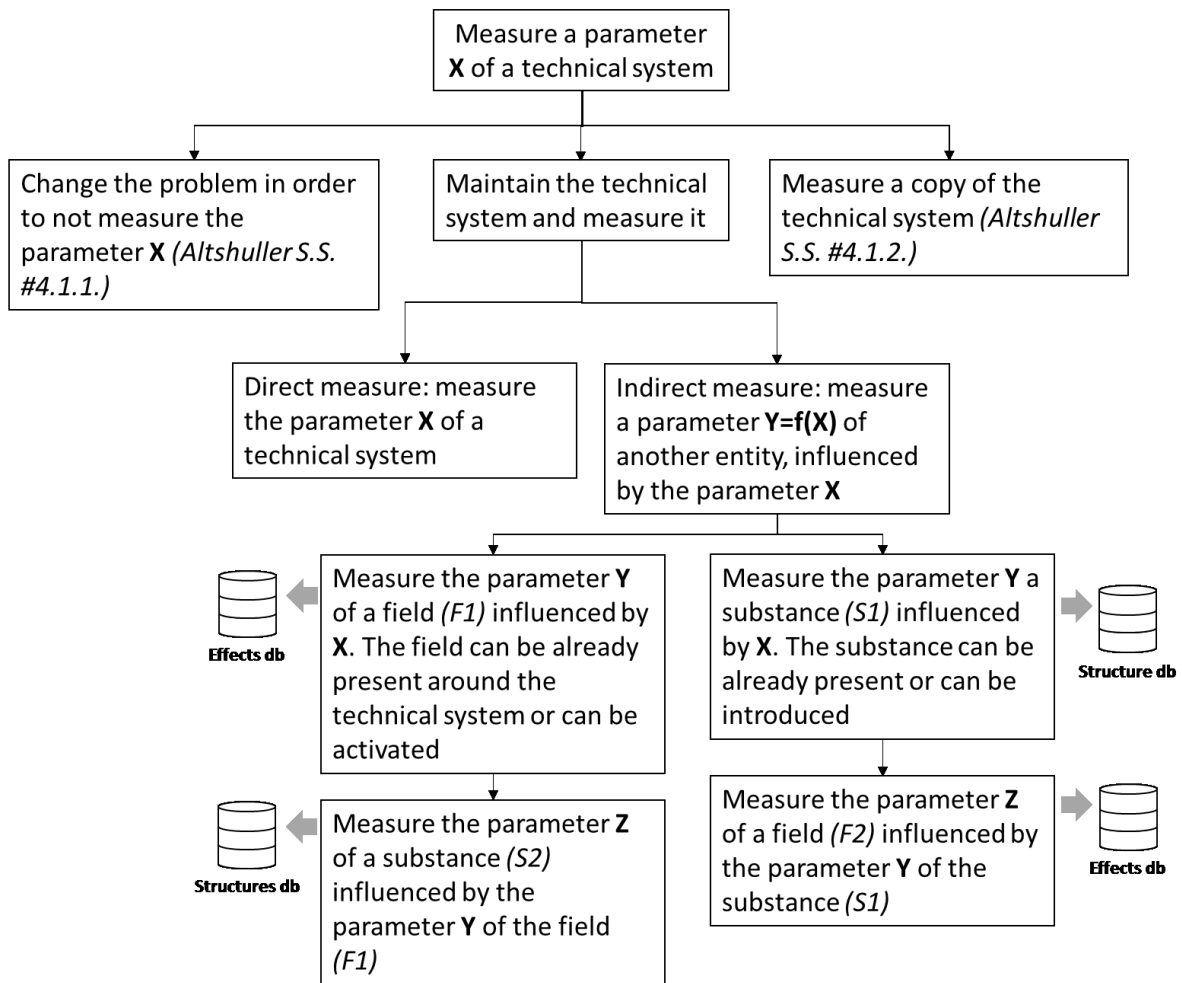 Measure a parameter
X of a technical system
Change the problem in order
to not measure the
parameter X (Altshuller S.S.
#4.1.1.)
Maintain the technical
system and measure it
Measure a copy of the
technical system (Altshuller
S.S. #4.1.2.)
Direct measure: measure
the parameter X of a
technical system
Indirect measure: measure
a parameter Y=f(X) of
another entity, influenced
by the parameter X
Measure the parameter Y
of a field (F1) influenced by
X. The field can be already
present around the
technical system or can be
activated
Effects db
Measure the parameter Y a
substance (S1) influenced
by X. The substance can be
already present or can be
introduced
Structure db
Measure the parameter Z
of a substance (S2)
influenced by the
parameter Y of the field
(F1)
Structures db
Measure the parameter Z
of a field (F2) influenced by
the parameter Y of the
substance (S1)
Effects db